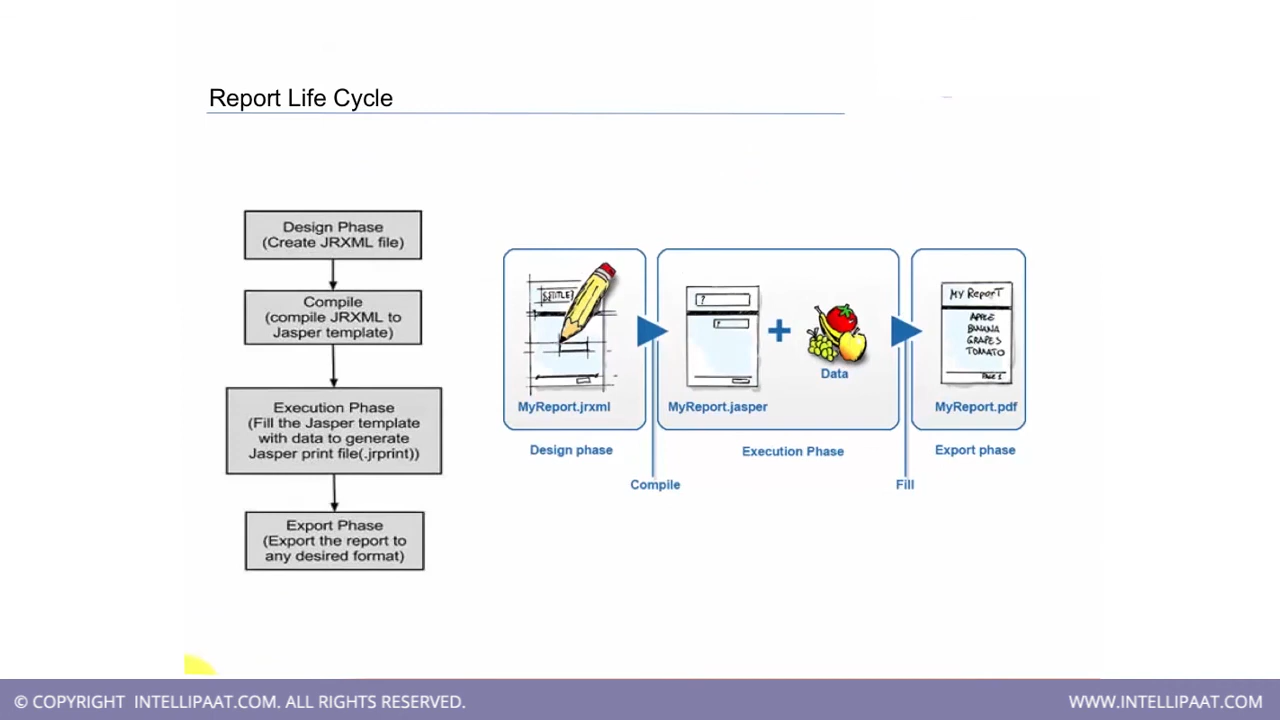 Report Life Cycle
Design Phase
(Create JRXML file)
Compile
(compile JRXML to
Jasper template)
Execution Phase
(Fill the Jasper template
with data to generate
Jasper print file(.jrprint))
Export Phase
(Export the report to
any desired format)
$[TITLE]
MyReport.jrxml
Design phase
Compile
?
?
MyReport.jasper
+
Data
Execution Phase
Fill
MY REPORT
APPLE
BANANA
GRAPES
TOMATO
PAGE 1
MyReport.pdf
Export phase
© COPYRIGHT INTELLIPAAT.COM. ALL RIGHTS RESERVED.
WWW.INTELLIPAAT.COM